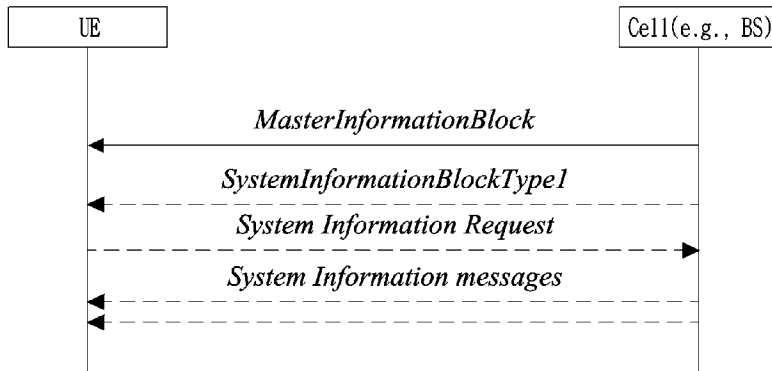 UE
Cell(e.g., BS)
MasterInformationBlock
SystemInformationBlockType1
System Information Request
System Information messages